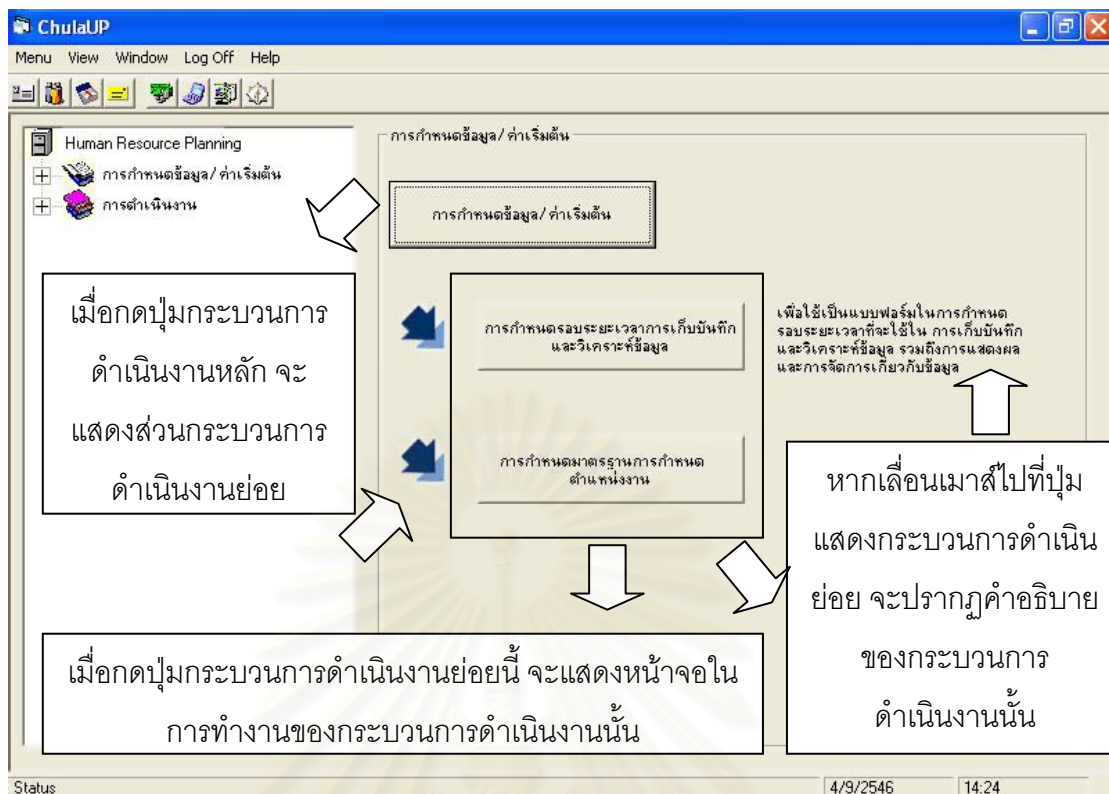 ChulaUP
Menu View Window Log Off Help
Human Resource Planning
การกำหนดข้อมูล/ค่าเริ่มต้น
การดำเนินงาน
การกำหนดข้อมูล/ค่าเริ่มต้น
การกำหนดข้อมูล/ค่าเริ่มต้น
เมื่อกดปุ่มกระบวนการ
ดำเนินงานหลัก จะ
แสดงส่วนกระบวนการ
ดำเนินงานย่อย
การกำหนดรอบระยะเวลาการเก็บบันทึก
และวิเคราะห์ข้อมูล
เพื่อใช้เป็นแบบฟอร์มในการกำหนด
รอบระยะเวลาที่จะใช้ใน การเก็บบันทึก
และวิเคราะห์ข้อมูล รวมถึงการแสดงผล
และการจัดการเกี่ยวกับข้อมูล
การกำหนดมาตรฐานการกำหนด
ตำแหน่งงาน
หากเลื่อนเมาส์ไปที่ปุ่ม
แสดงกระบวนการดำเนิน
ย่อย จะปรากฏคำอธิบาย
ของกระบวนการ
ดำเนินงานนั้น
เมื่อกดปุ่มกระบวนการดำเนินงานย่อยนี้ จะแสดงหน้าจอใน
การทำงานของกระบวนการดำเนินงานนั้น
Status 4/9/2546 14:24